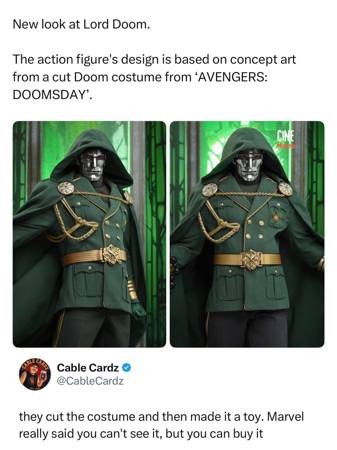 New look at Lord Doom.
The action figure's design is based on concept art
from a cut Doom costume from ‘AVENGERS:
DOOMSDAY’.
CINE
Cable Cardz
@CableCardz
they cut the costume and then made it a toy. Marvel
really said you can't see it, but you can buy it